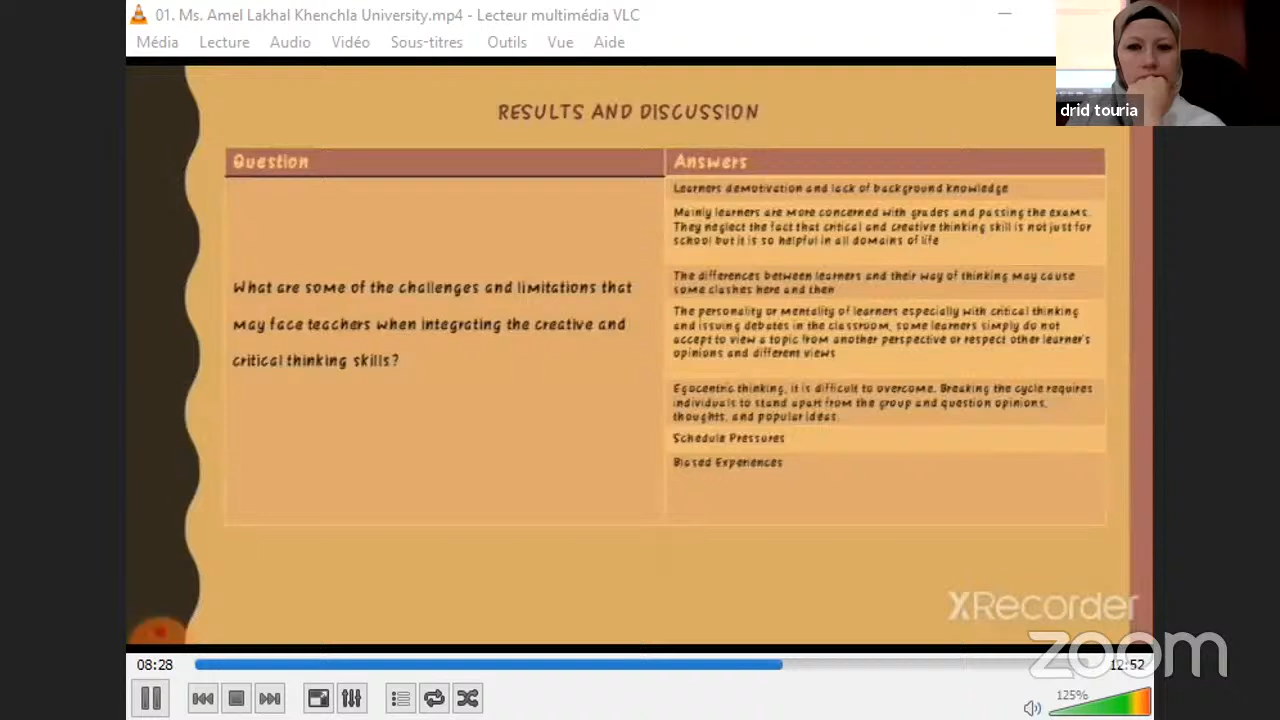 01. Ms. Amel Lakhal Khenchla University.mp4 - Lecteur multimédia VLC
Média Lecture Audio Vidéo Sous-titres Outils Vue Aide
drid touria
RESULTS AND DISCUSSION
Question
What are some of the challenges and limitations that
may face teachers when integrating the creative and
critical thinking skills?
Answers
Learners demotivation and lack of background knowledge
Mainly learners are more concerned with grades and passing the exams.
They neglect the fact that critical and creative thinking skill is not just for
school but it is so helpful in all domains of life
The differences between learners and their way of thinking may cause
some clashes here and then
The personality or mentality of learners especially with critical thinking
and issuing debates in the classroom, some learners simply do not
accept to view a topic from another perspective or respect other learner's
opinions and different views
Egocentric thinking, it is difficult to overcome. Breaking the cycle requires
individuals to stand apart from the group and question opinions,
thoughts, and popular ideas.
Schedule Pressures
Biased Experiences
XRecorder
zoom
08:28
12:52
125%